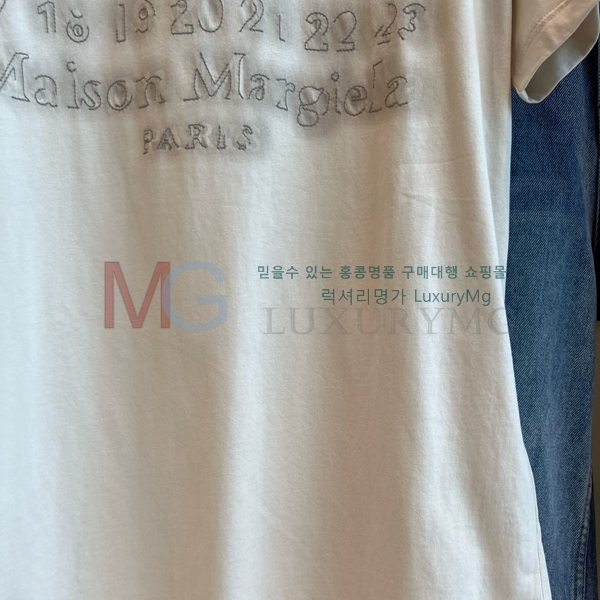 18 19 20 21 22 23
Maison Margiela
PARIS
MG
믿을수 있는 홍콩명품 구매대행 쇼핑몰
럭셔리명가 LuxuryMg
LUXURYMG